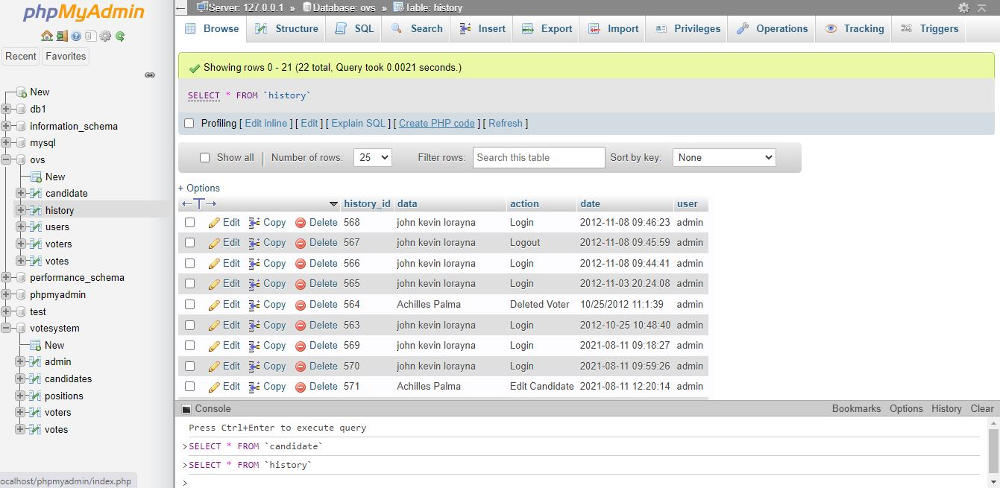 phpMyAdmin
Recent Favorites
New
db1
information_schema
mysql
ovs
New
candidate
history
users
voters
votes
performance_schema
phpmyadmin
test
votesystem
New
admin
candidates
positions
voters
votes
ocalhost/phpmyadmin/index.php
Server: 127.0.0.1 » Database: ovs » Table: history
Browse Structure SQL Search Insert Export Import Privileges Operations Tracking Triggers
Showing rows 0 - 21 (22 total, Query took 0.0021 seconds.)
SELECT * FROM `history`
Profiling [ Edit inline ] [ Edit ] [ Explain SQL ] [ Create PHP code ] [ Refresh ]
Show all | Number of rows: 25 Filter rows: Search this table Sort by key: None
+ Options
←T→ history_id data action date user
Edit Copy Delete 568 john kevin lorayna Login 2012-11-08 09:46:23 admin
Edit Copy Delete 567 john kevin lorayna Logout 2012-11-08 09:45:59 admin
Edit Copy Delete 566 john kevin lorayna Login 2012-11-08 09:44:41 admin
Edit Copy Delete 565 john kevin lorayna Login 2012-11-03 20:24:08 admin
Edit Copy Delete 564 Achilles Palma Deleted Voter 10/25/2012 11:1:39 admin
Edit Copy Delete 563 john kevin lorayna Login 2012-10-25 10:48:40 admin
Edit Copy Delete 569 john kevin lorayna Login 2021-08-11 09:18:27 admin
Edit Copy Delete 570 john kevin lorayna Login 2021-08-11 09:59:26 admin
Edit Copy Delete 571 Achilles Palma Edit Candidate 2021-08-11 12:20:14 admin
Console Bookmarks Options History Clear
Press Ctrl+Enter to execute query
>SELECT * FROM `candidate`
>SELECT * FROM `history`
>